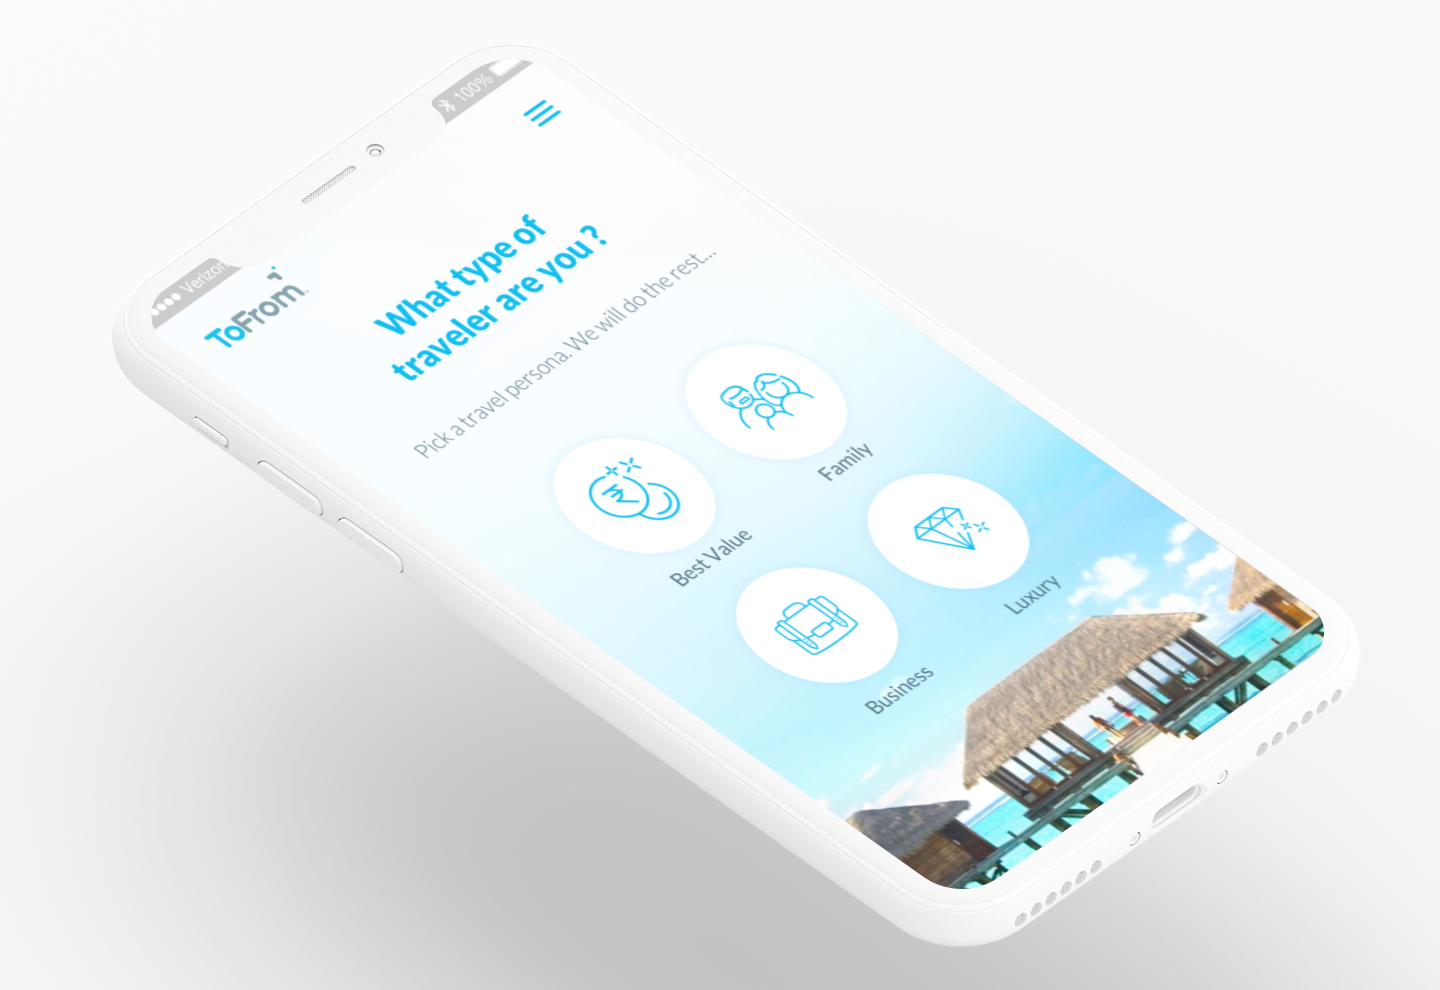 Verizon
100%
ToFrom
What type of
traveler are you ?
Pick a travel persona. We will do the rest...
Best Value
Family
Business
Luxury